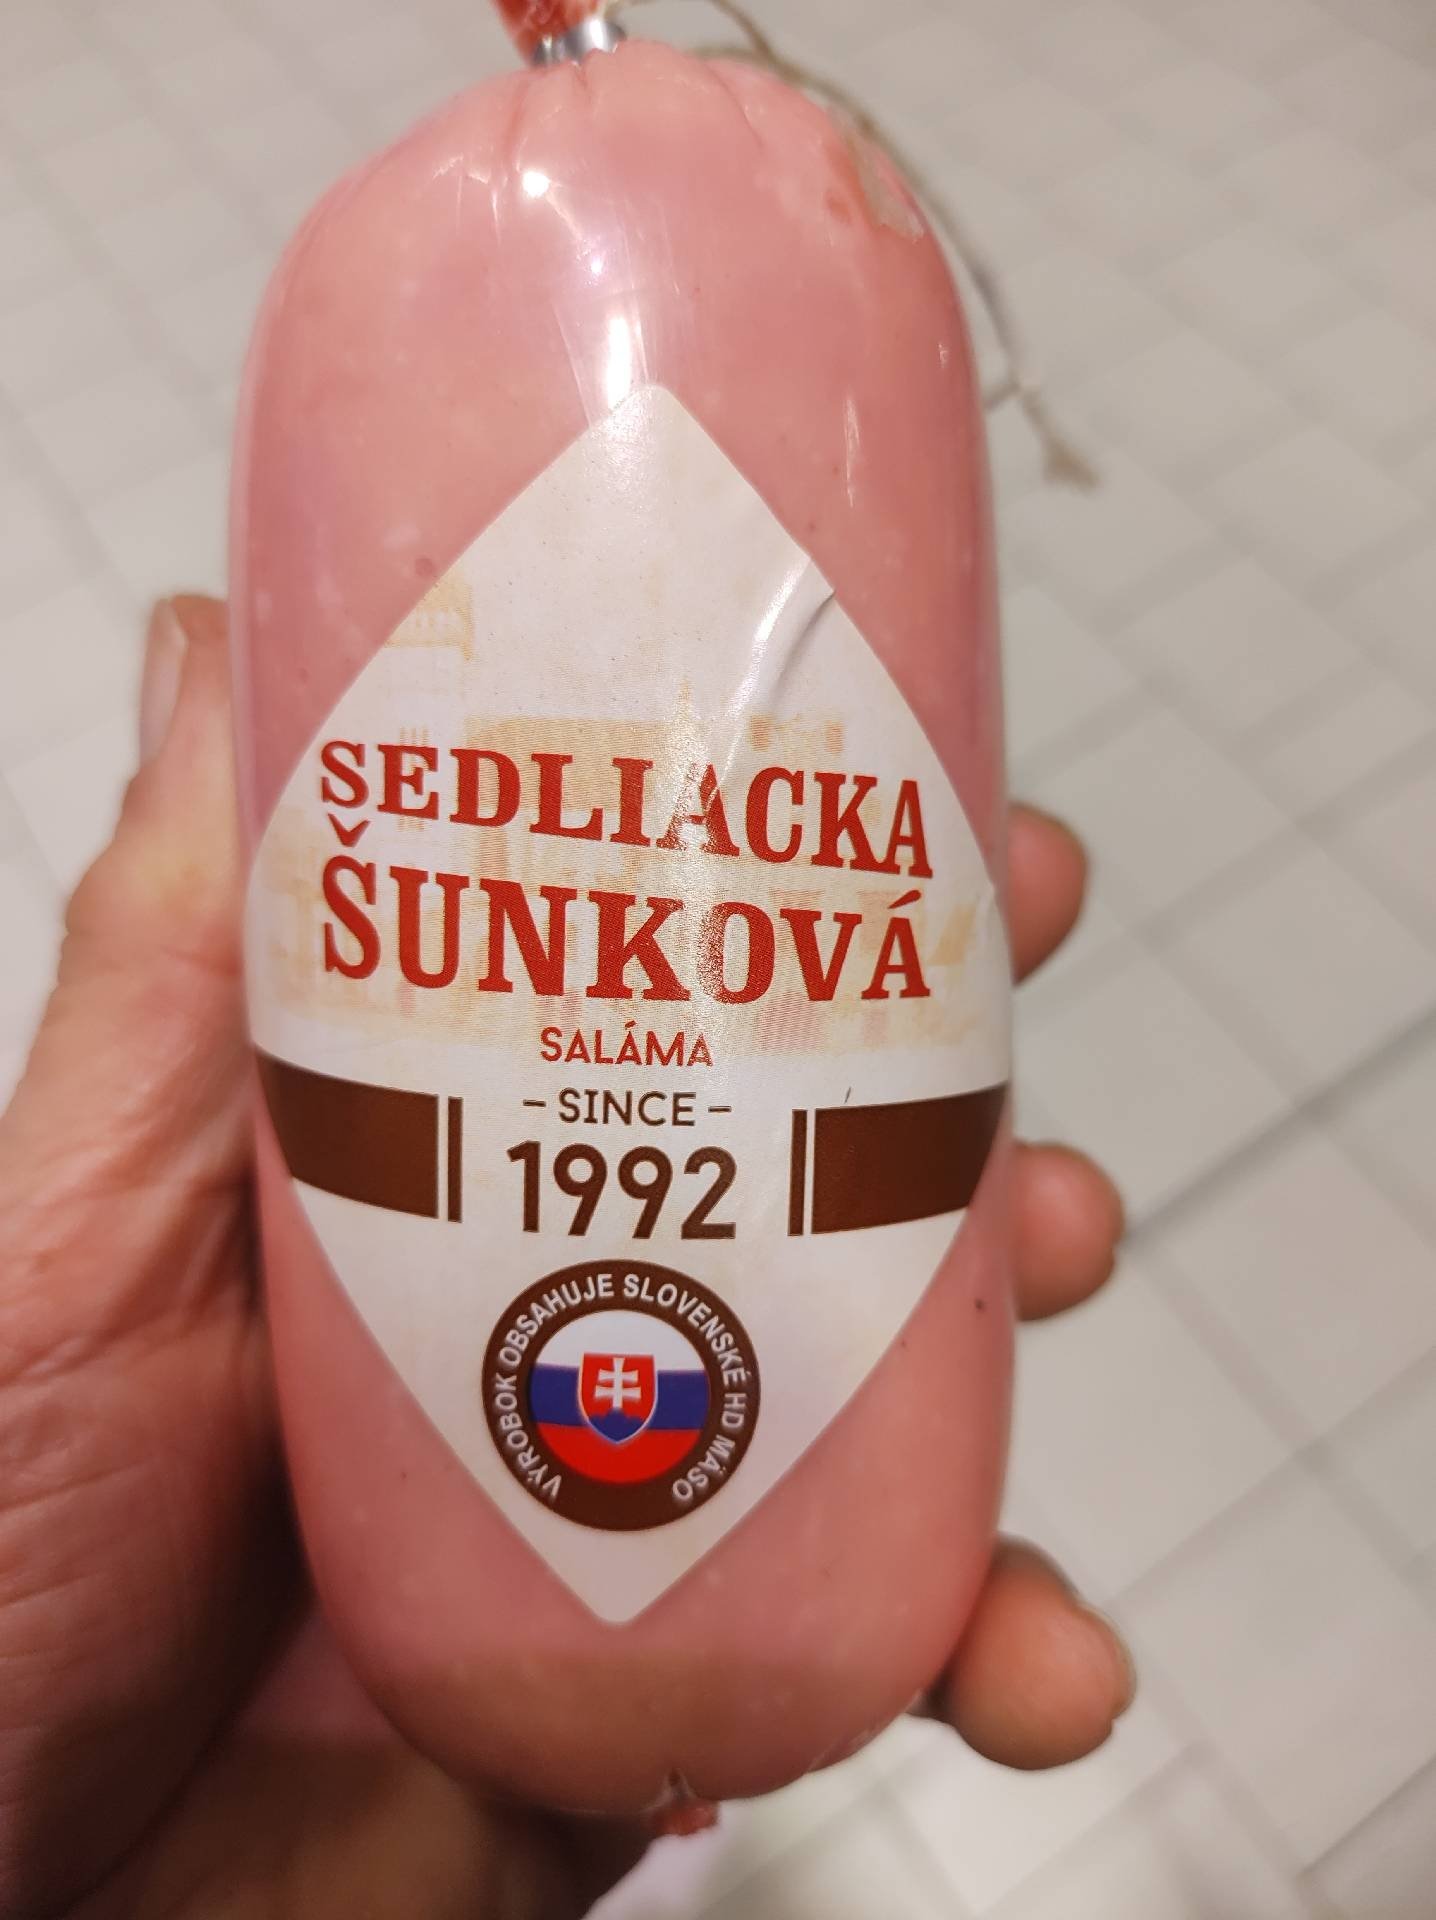 SEDLIACKA
ŠUNKOVÁ
SALÁMA
– SINCE –
1992
VÝROBOK OBSAHUJE SLOVENSKÉ HD MÄSO